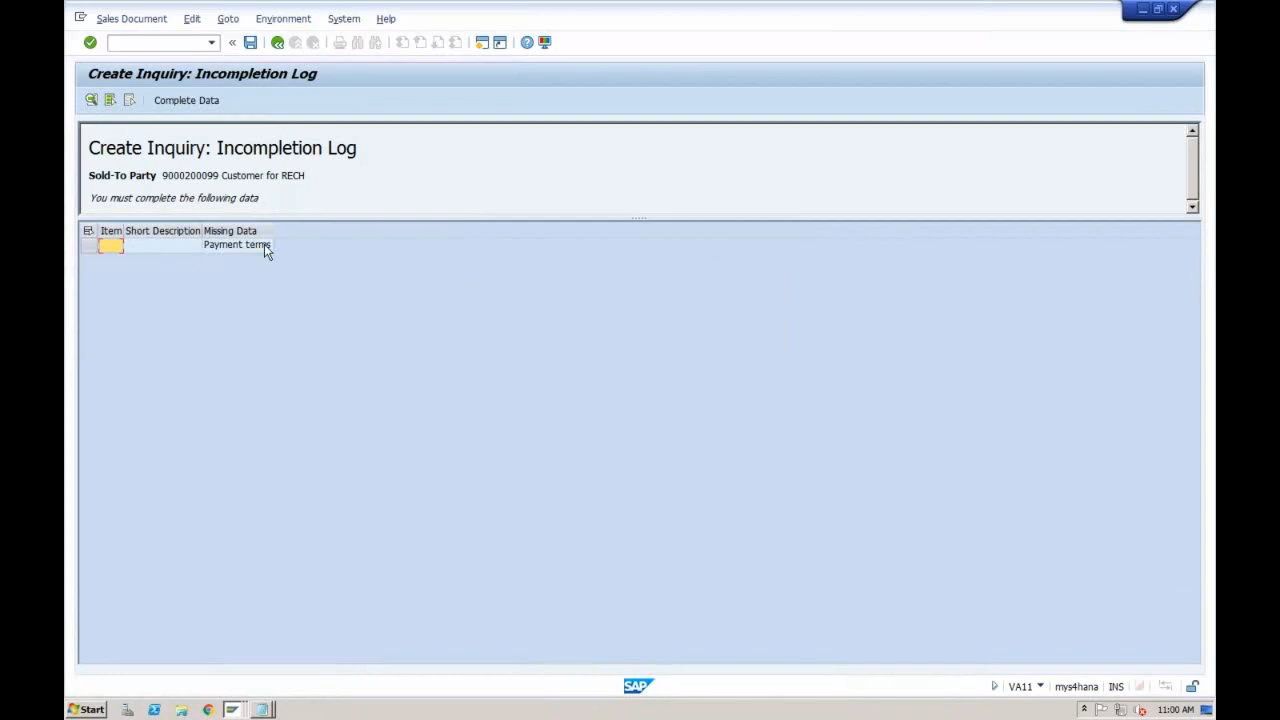 Sales Document Edit Goto Environment System Help
Create Inquiry: Incompletion Log
Complete Data
Create Inquiry: Incompletion Log
Sold-To Party 9000200099 Customer for RECH
You must complete the following data
Item Short Description Missing Data
Payment terms
SAP VA11 mys4hana INS
Start 11:00 AM